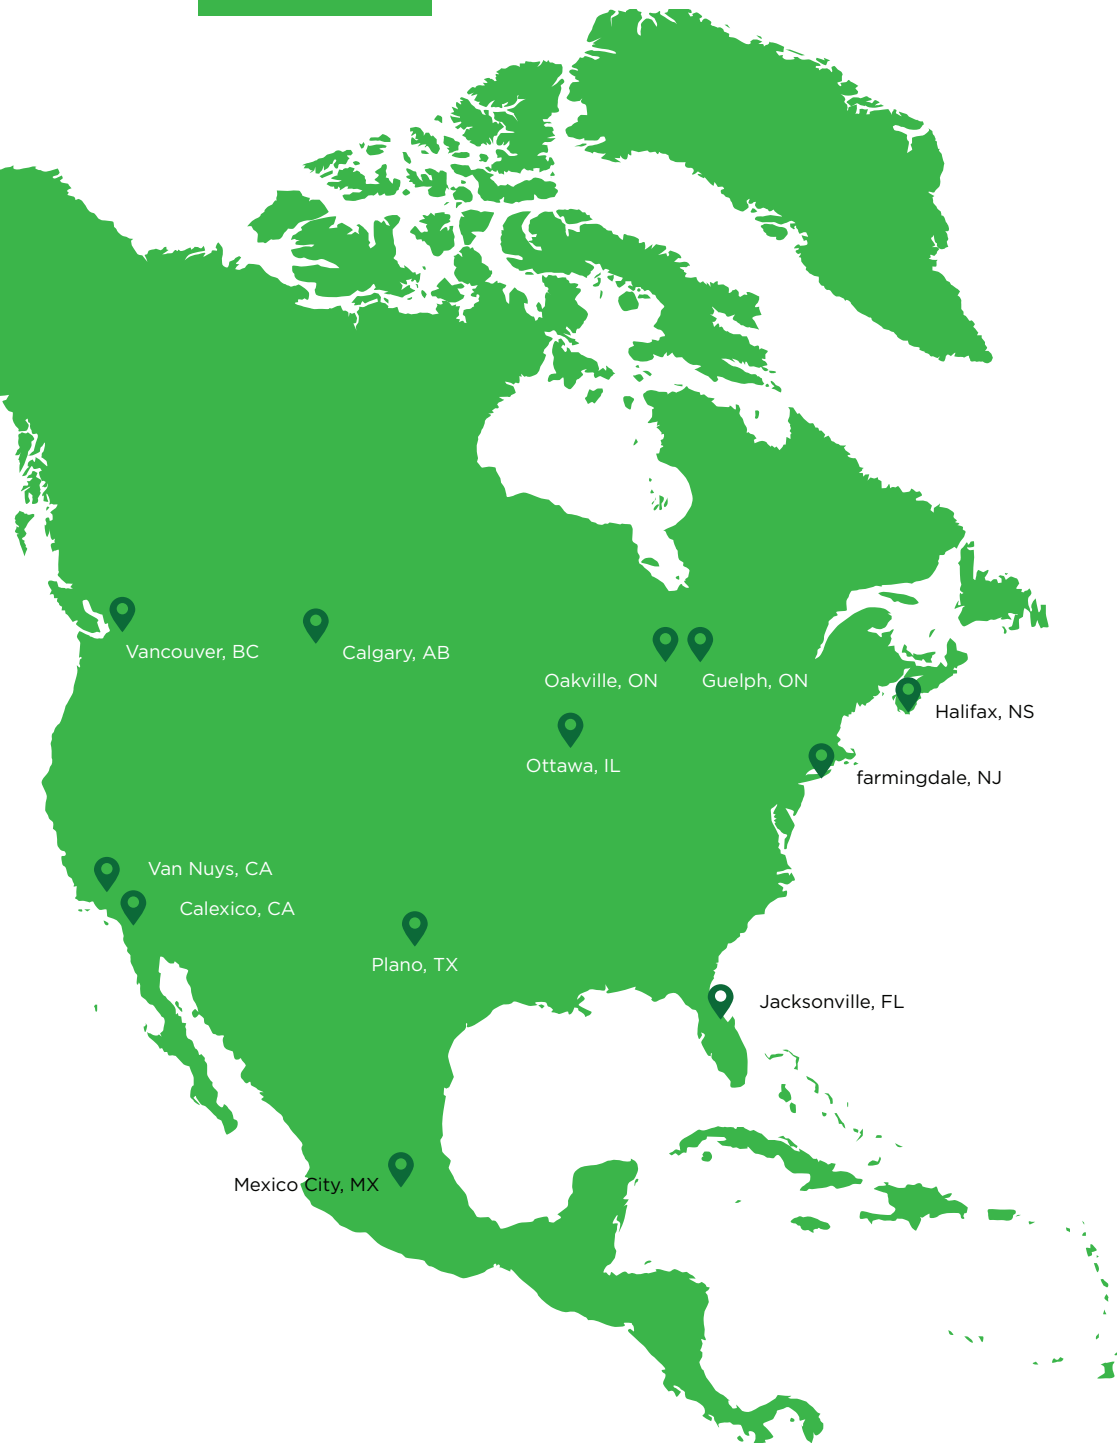 Vancouver, BC
Calgary, AB
Oakville, ON
Guelph, ON
Halifax, NS
Ottawa, IL
farmingdale, NJ
Van Nuys, CA
Calexico, CA
Plano, TX
Jacksonville, FL
Mexico City, MX